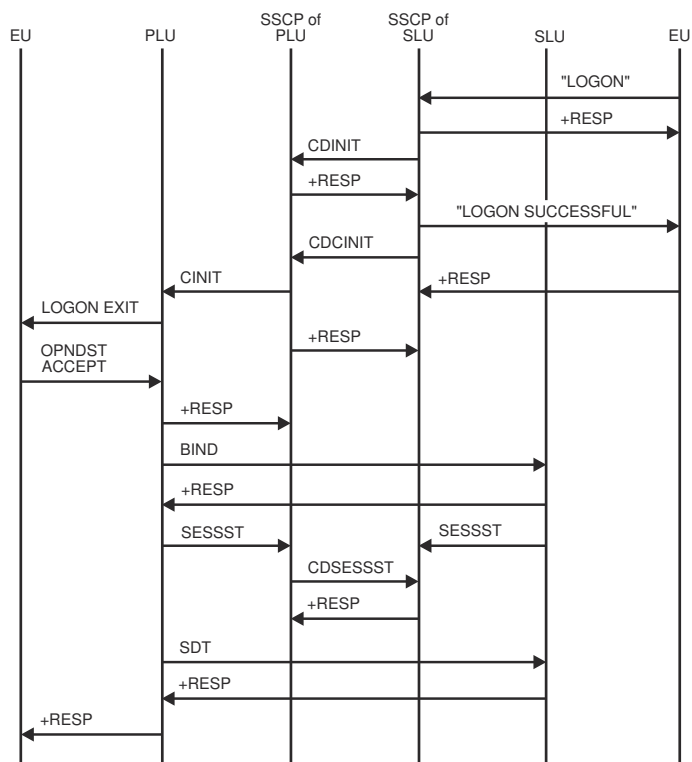 EU
PLU
SSCP of
PLU
SSCP of
SLU
SLU
EU
"LOGON"
+RESP
CDINIT
+RESP
"LOGON SUCCESSFUL"
CDCINIT
CINIT
+RESP
LOGON EXIT
+RESP
OPNDST
ACCEPT
+RESP
BIND
+RESP
SESSST
SESSST
CDSESSST
+RESP
SDT
+RESP
+RESP